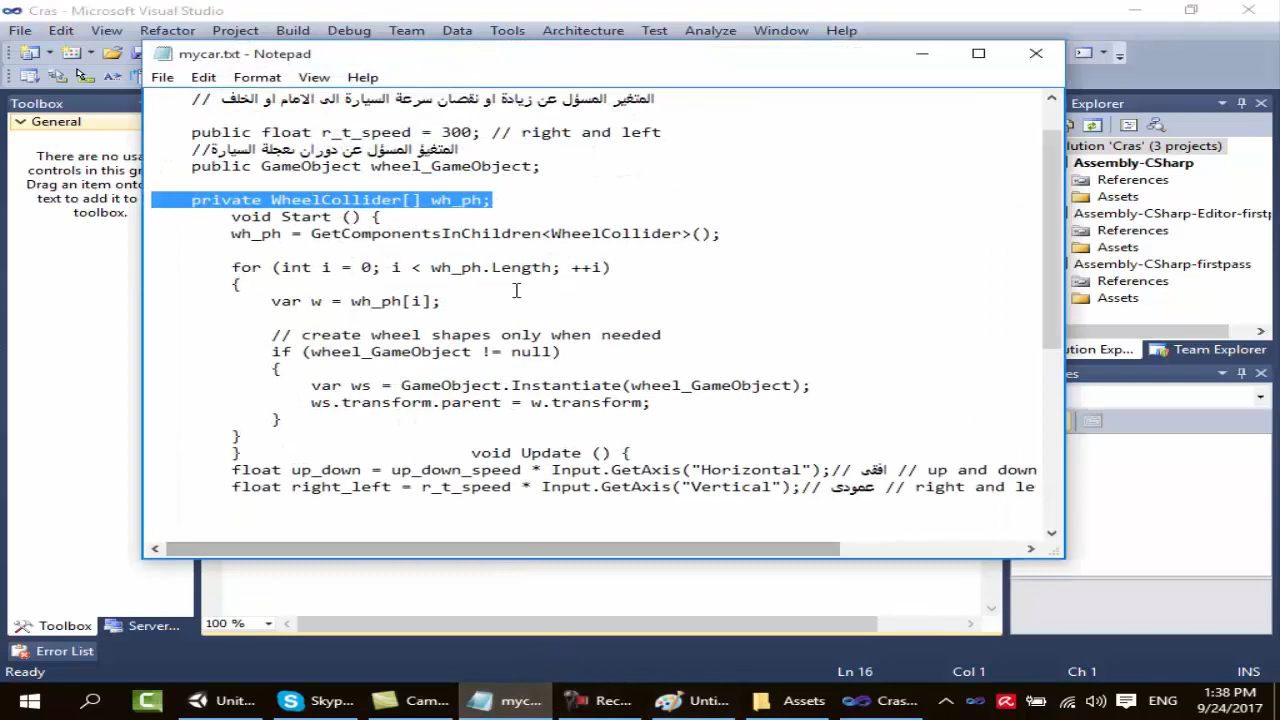 Cras - Microsoft Visual Studio
File Edit View Refactor Project Build Debug Team Data Tools Architecture Test Analyze Window Help
mycar.txt - Notepad
File Edit Format View Help
// المتغير المسؤل عن زيادة او نقصان سرعة السيارة الى الامام او الخلف
public float r_t_speed = 300; // right and left
//المتغيؤ المسؤل عن دوران بعجلة السيارة
public GameObject wheel_GameObject;
private WheelCollider[] wh_ph;
void Start () {
wh_ph = GetComponentsInChildren<WheelCollider>();
for (int i = 0; i < wh_ph.Length; ++i)
{
var w = wh_ph[i];
// create wheel shapes only when needed
if (wheel_GameObject != null)
{
var ws = GameObject.Instantiate(wheel_GameObject);
ws.transform.parent = w.transform;
}
}
} void Update () {
float up_down = up_down_speed * Input.GetAxis("Horizontal");// افقى // up and down
float right_left = r_t_speed * Input.GetAxis("Vertical");// عمودى // right and le
Toolbox
General
There are no usa
controls in this gr
Drag an item onto
text to add it to t
toolbox.
Explorer
lution 'Cras' (3 projects)
Assembly-CSharp
References
Assets
Assembly-CSharp-Editor-firstp
References
Assets
Assembly-CSharp-firstpass
References
Assets
ution Exp... Team Explorer
es
Toolbox Server...
100 %
Error List
Ready Ln 16 Col 1 Ch 1 INS
Unit... Skyp... Cam... myc... Rec... Unti... Assets Cras... ENG 1:38 PM
9/24/2017